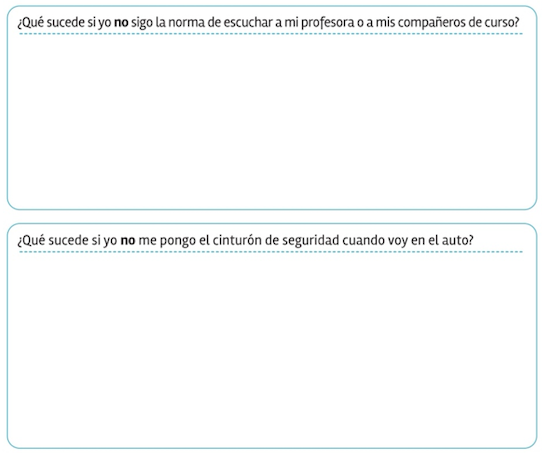 ¿Qué sucede si yo no sigo la norma de escuchar a mi profesora o a mis compañeros de curso?
¿Qué sucede si yo no me pongo el cinturón de seguridad cuando voy en el auto?